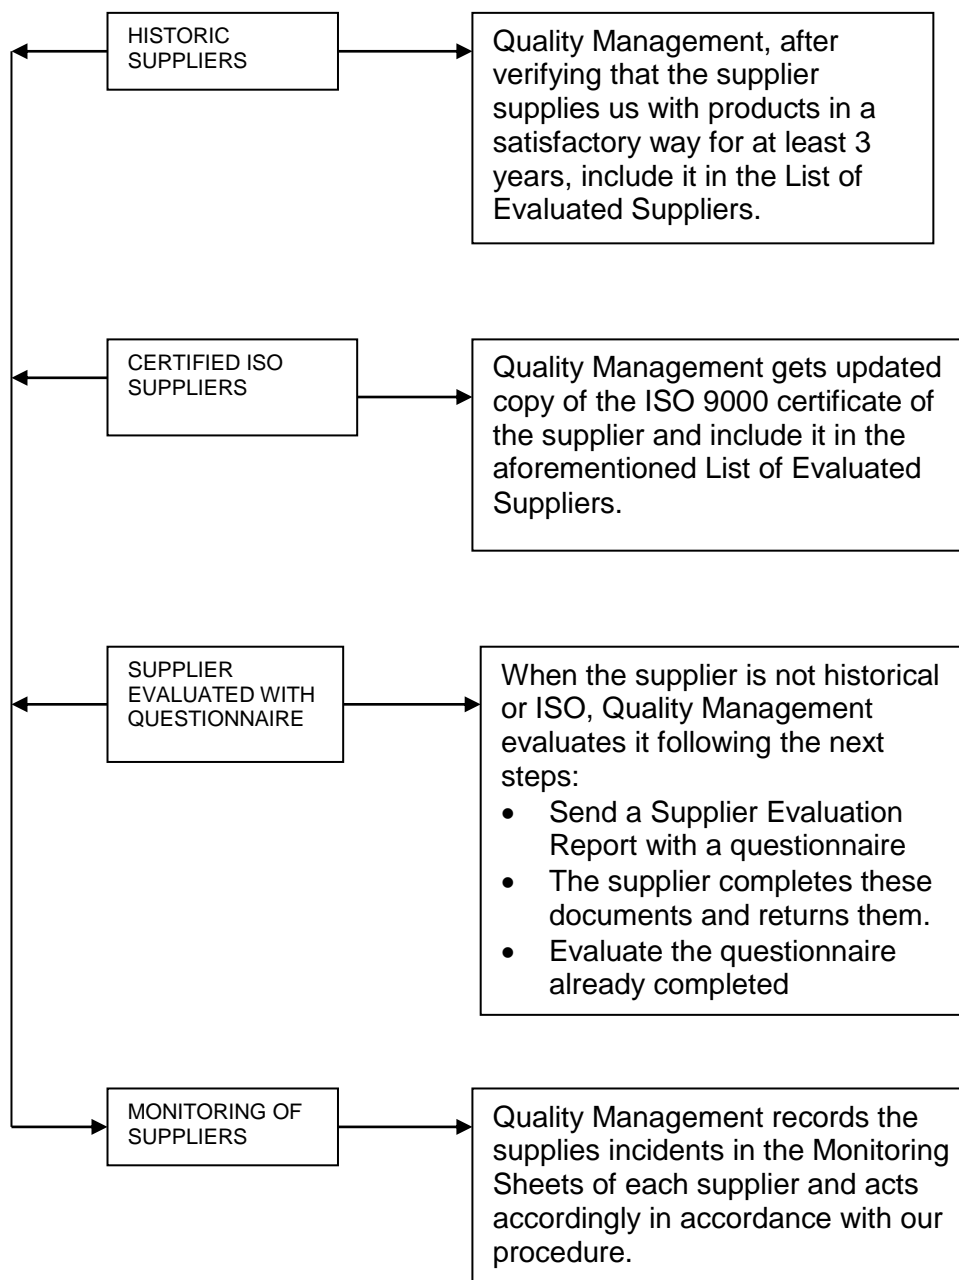 HISTORIC
SUPPLIERS
Quality Management, after
verifying that the supplier
supplies us with products in a
satisfactory way for at least 3
years, include it in the List of
Evaluated Suppliers.
CERTIFIED ISO
SUPPLIERS
Quality Management gets updated
copy of the ISO 9000 certificate of
the supplier and include it in the
aforementioned List of Evaluated
Suppliers.
SUPPLIER
EVALUATED WITH
QUESTIONNAIRE
When the supplier is not historical
or ISO, Quality Management
evaluates it following the next
steps:
• Send a Supplier Evaluation
Report with a questionnaire
• The supplier completes these
documents and returns them.
• Evaluate the questionnaire
already completed
MONITORING OF
SUPPLIERS
Quality Management records the
supplies incidents in the Monitoring
Sheets of each supplier and acts
accordingly in accordance with our
procedure.